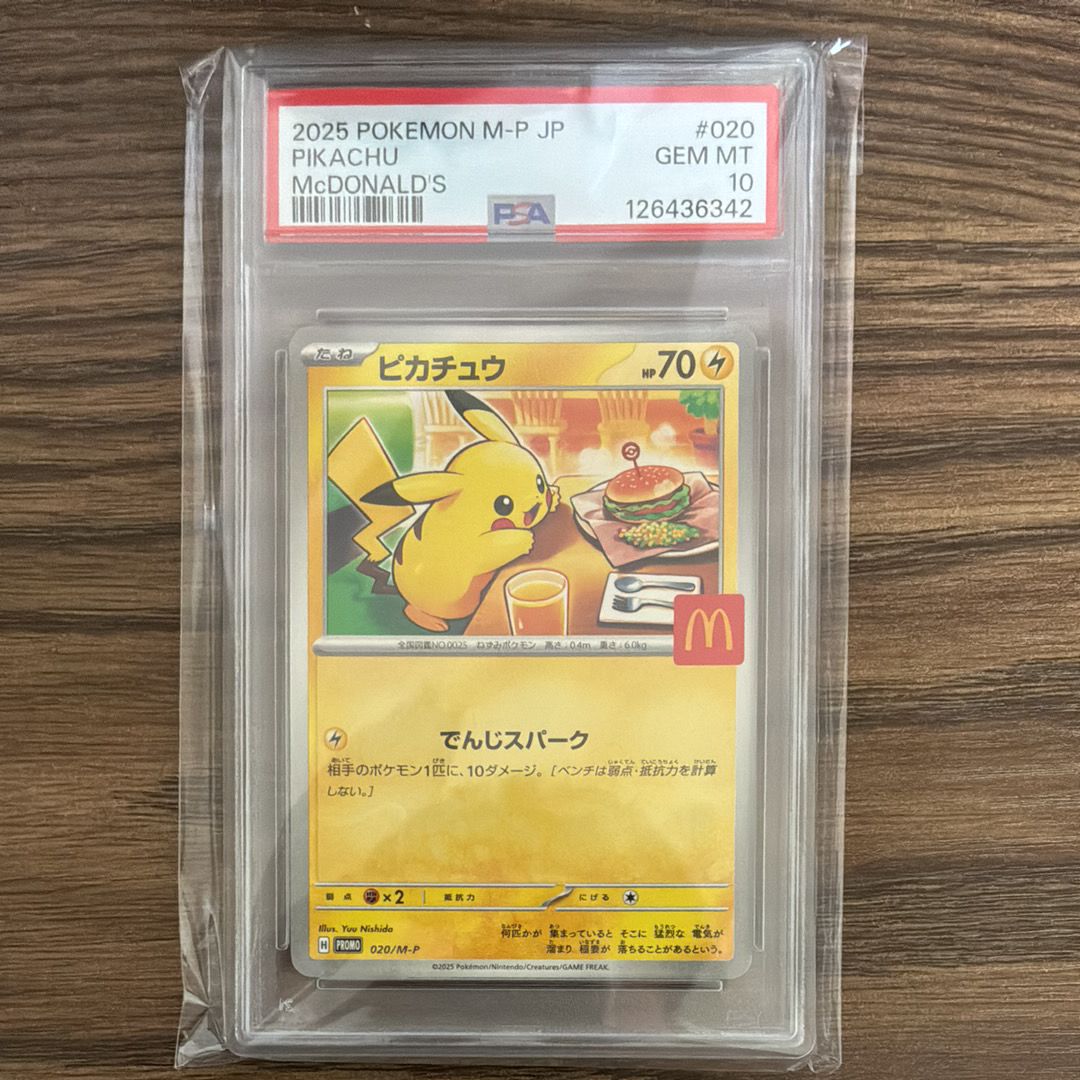 2025 POKEMON M-P JP #020
PIKACHU GEM MT
McDONALD'S 10
PSA 126436342
たね ピカチュウ HP 70
全国図鑑NO.0025 ねずみポケモン 高さ:0.4m 重さ:6.0kg
M
でんじスパーク
相手のポケモン1匹に、10ダメージ。[ベンチは弱点・抵抗力を計算
しない。]
弱点 ×2 抵抗力 にげる
Illus. Yuu Nishida
何匹かが 集まっていると そこに 猛烈な 電気が
H PROMO 020/M-P
溜まり 稲妻が 落ちることがあるという。
©2025 Pokémon/Nintendo/Creatures/GAME FREAK.